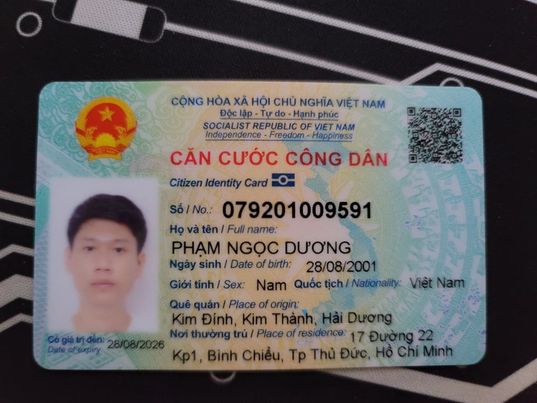 CỘNG HÒA XÃ HỘI CHỦ NGHĨA VIỆT NAM
Độc lập - Tự do - Hạnh phúc
SOCIALIST REPUBLIC OF VIET NAM
Independence - Freedom - Happiness
CĂN CƯỚC CÔNG DÂN
Citizen Identity Card
Số / No.: 079201009591
Họ và tên / Full name:
PHẠM NGỌC DƯƠNG
Ngày sinh / Date of birth: 28/08/2001
Giới tính / Sex: Nam Quốc tịch / Nationality: Việt Nam
Quê quán / Place of origin:
Kim Đính, Kim Thành, Hải Dương
Nơi thường trú / Place of residence: 17 Đường 22
Kp1, Bình Chiểu, Tp Thủ Đức, Hồ Chí Minh
Có giá trị đến: 28/08/2026
Date of expiry